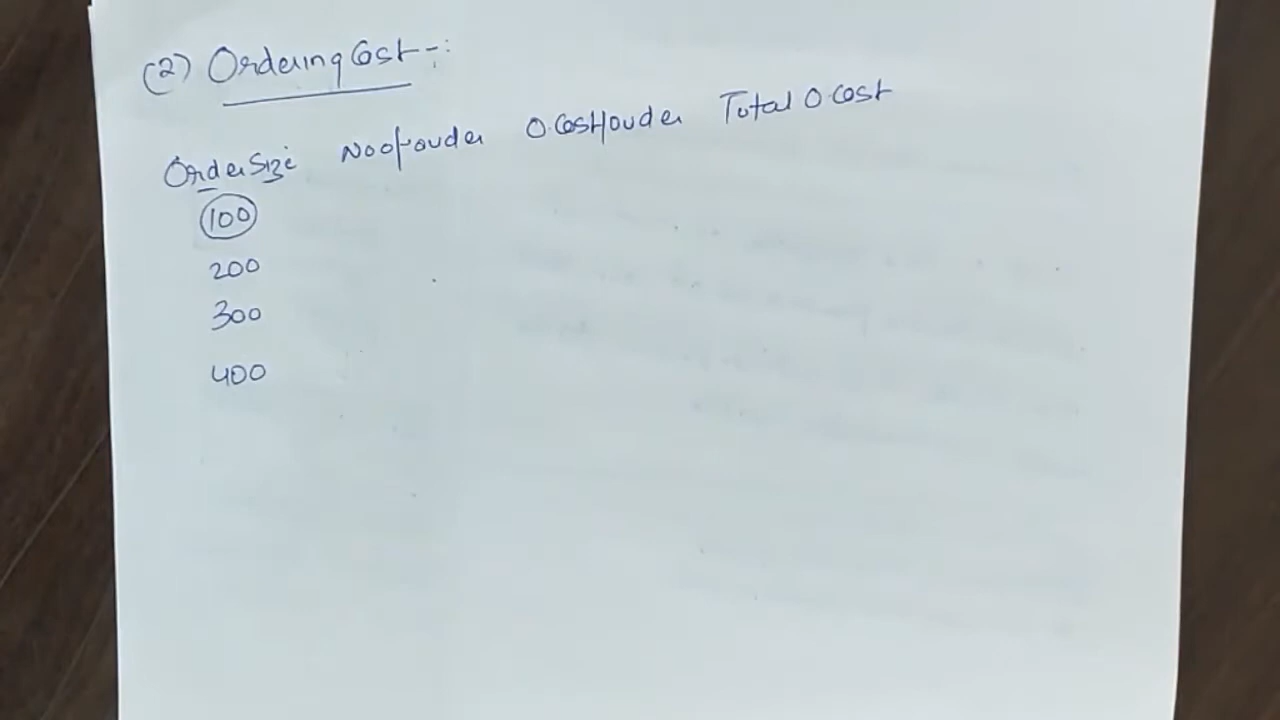 (2) Ordering Cost -:
Order Size No of order O.Cost/order Total O.Cost
100
200
300
400